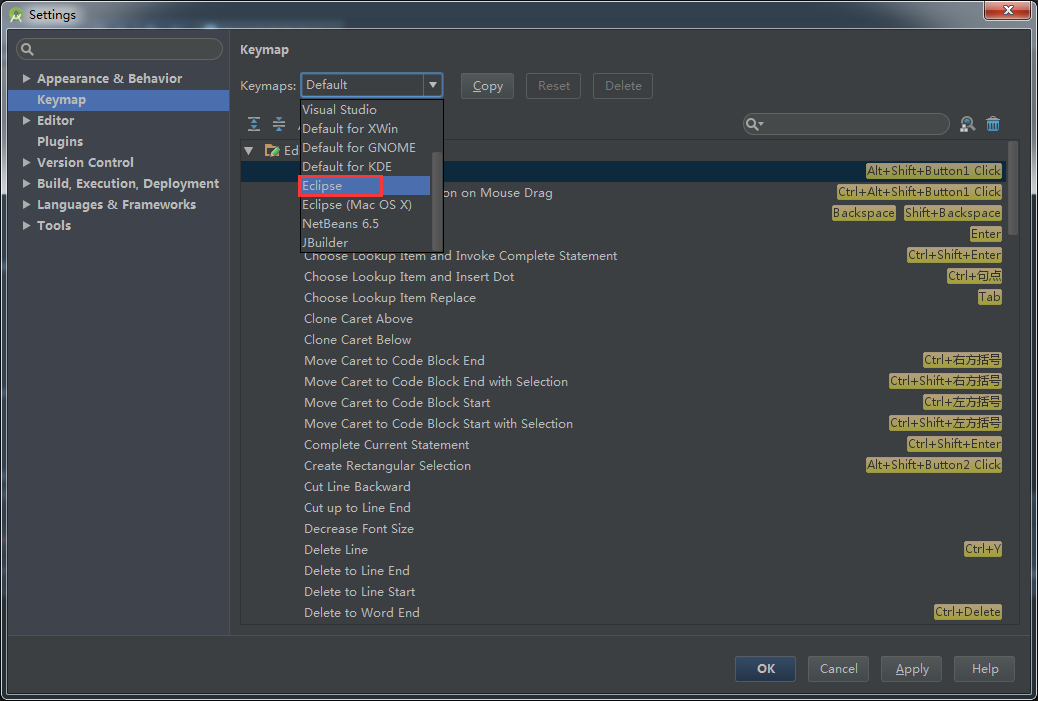 Settings
Keymap
Appearance & Behavior
Keymap
Editor
Plugins
Version Control
Build, Execution, Deployment
Languages & Frameworks
Tools
Keymaps: Default Copy Reset Delete
Visual Studio
Default for XWin
Default for GNOME
Default for KDE
Eclipse
Eclipse (Mac OS X)
NetBeans 6.5
JBuilder
Ed
Alt+Shift+Button1 Click
on on Mouse Drag Ctrl+Alt+Shift+Button1 Click
Backspace Shift+Backspace
Enter
Choose Lookup Item and Invoke Complete Statement Ctrl+Shift+Enter
Choose Lookup Item and Insert Dot Ctrl+句点
Choose Lookup Item Replace Tab
Clone Caret Above
Clone Caret Below
Move Caret to Code Block End Ctrl+右方括号
Move Caret to Code Block End with Selection Ctrl+Shift+右方括号
Move Caret to Code Block Start Ctrl+左方括号
Move Caret to Code Block Start with Selection Ctrl+Shift+左方括号
Complete Current Statement Ctrl+Shift+Enter
Create Rectangular Selection Alt+Shift+Button2 Click
Cut Line Backward
Cut up to Line End
Decrease Font Size
Delete Line Ctrl+Y
Delete to Line End
Delete to Line Start
Delete to Word End Ctrl+Delete
OK Cancel Apply Help